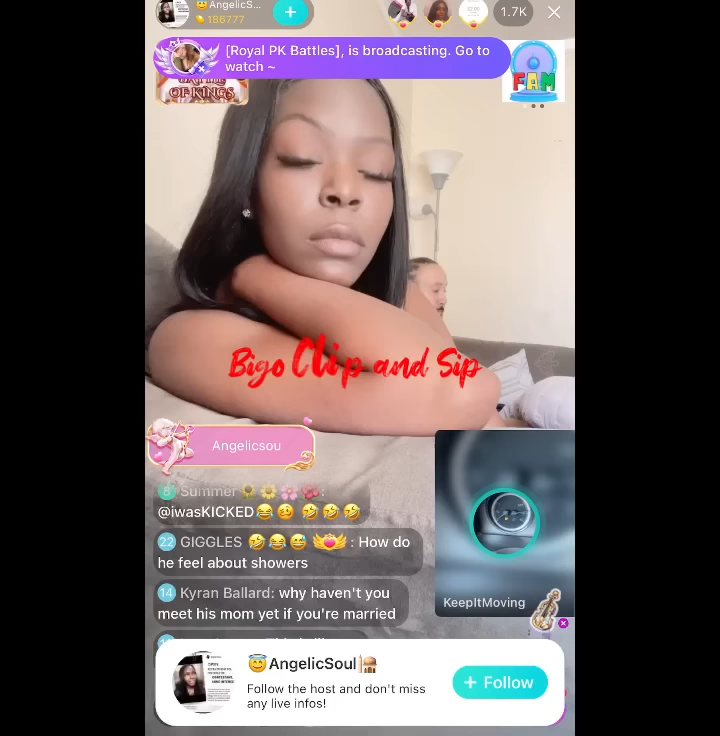 😇AngelicS...
186777
1.7K
[Royal PK Battles], is broadcasting. Go to
watch ~
OF KINGS
FAM
Bigo Clip and Sip
Angelicsou
8 Summer🌻🌼🌸🌺 :
@iwasKICKED😂🥴🤣🤣🤣
22 GIGGLES 🤣😂😅 : How do
he feel about showers
14 Kyran Ballard: why haven't you
meet his mom yet if you're married
KeepItMoving
😇AngelicSoul🕌
Follow the host and don't miss
any live infos!
+ Follow